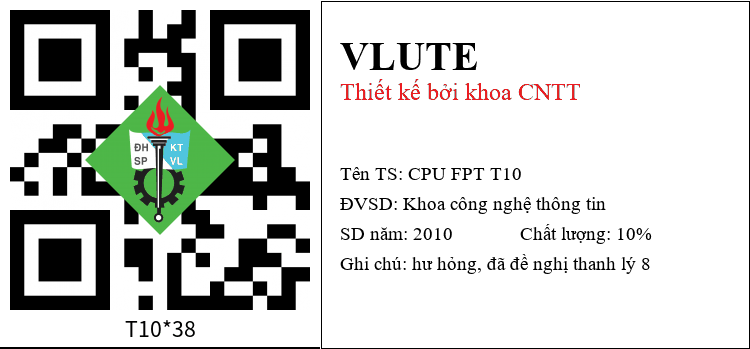 ĐH KT
SP VL
T10*38
VLUTE
Thiết kế bởi khoa CNTT
Tên TS: CPU FPT T10
ĐVSD: Khoa công nghệ thông tin
SD năm: 2010 Chất lượng: 10%
Ghi chú: hư hỏng, đã đề nghị thanh lý 8